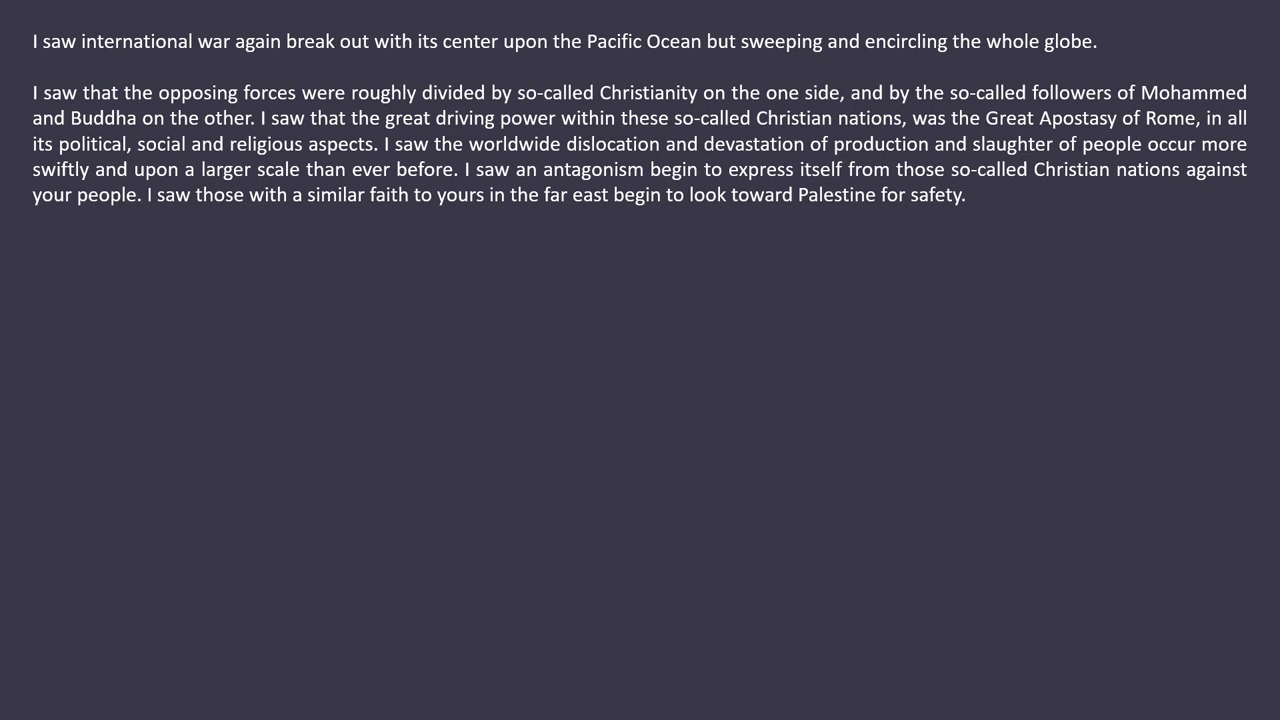 I saw international war again break out with its center upon the Pacific Ocean but sweeping and encircling the whole globe.
I saw that the opposing forces were roughly divided by so-called Christianity on the one side, and by the so-called followers of Mohammed
and Buddha on the other. I saw that the great driving power within these so-called Christian nations, was the Great Apostasy of Rome, in all
its political, social and religious aspects. I saw the worldwide dislocation and devastation of production and slaughter of people occur more
swiftly and upon a larger scale than ever before. I saw an antagonism begin to express itself from those so-called Christian nations against
your people. I saw those with a similar faith to yours in the far east begin to look toward Palestine for safety.